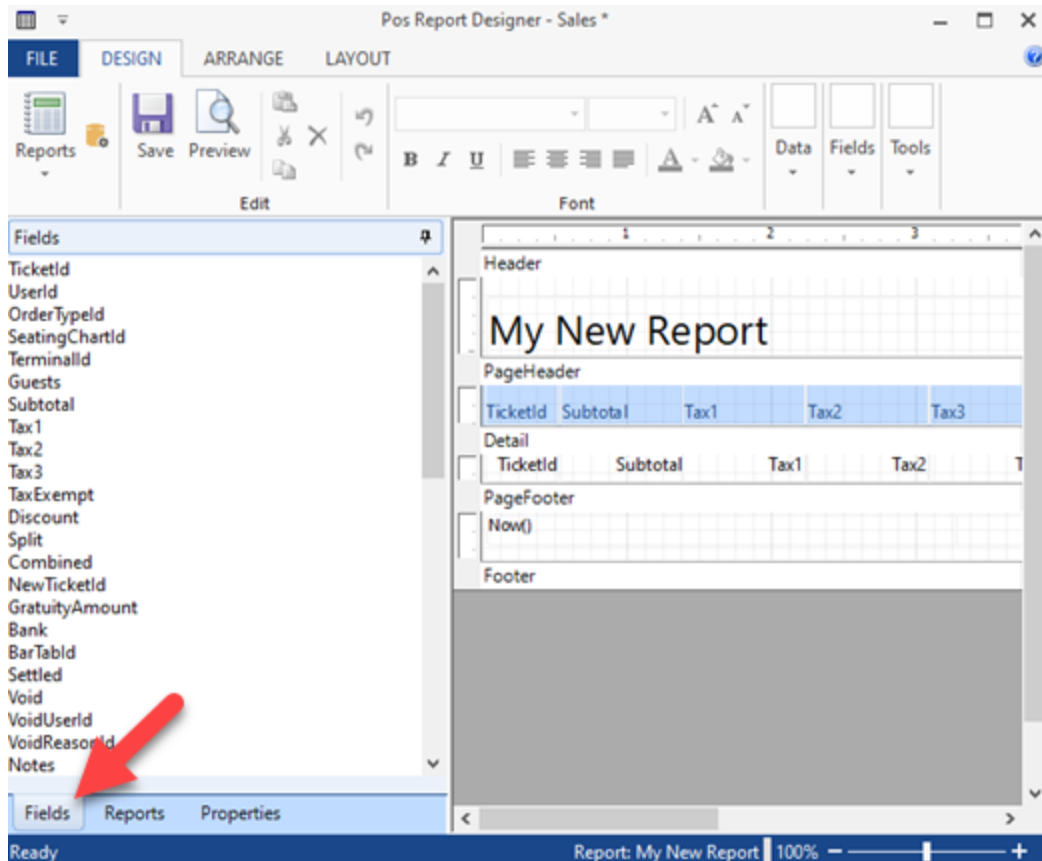 Pos Report Designer - Sales *
FILE DESIGN ARRANGE LAYOUT
Reports Save Preview Data Fields Tools
B I U A A A
Edit Font
Fields
TicketId
UserId
OrderTypeId
SeatingChartId
TerminalId
Guests
Subtotal
Tax1
Tax2
Tax3
TaxExempt
Discount
Split
Combined
NewTicketId
GratuityAmount
Bank
BarTabId
Settled
Void
VoidUserId
VoidReasonId
Notes
Fields Reports Properties
1 2 3
Header
My New Report
PageHeader
TicketId Subtotal Tax1 Tax2 Tax3
Detail
TicketId Subtotal Tax1 Tax2 T
PageFooter
Now()
Footer
Ready Report: My New Report 100%